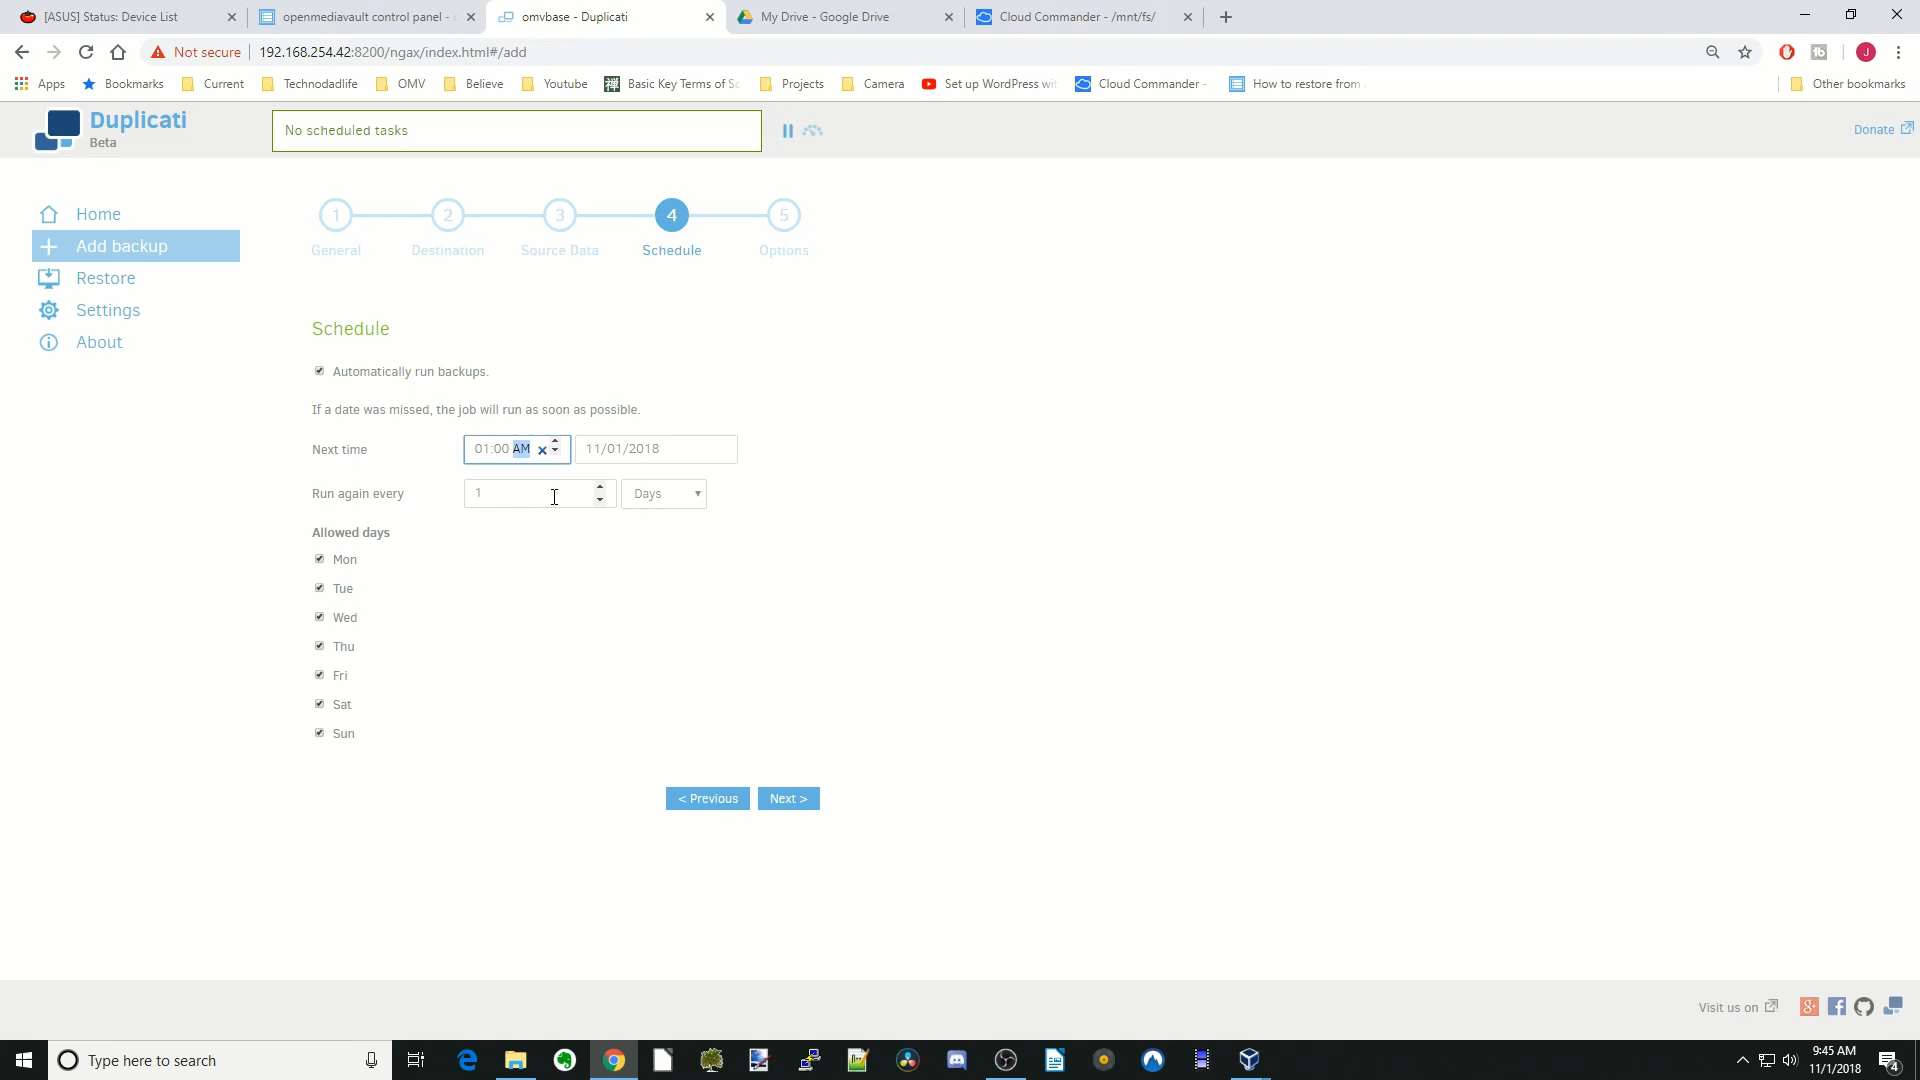 [ASUS] Status: Device List
openmediavault control panel -
omvbase - Duplicati
My Drive - Google Drive
Cloud Commander - /mnt/fs/
Not secure
192.168.254.42:8200/ngax/index.html#/add
J
Apps
Bookmarks
Current
Technodadlife
OMV
Believe
Youtube
Basic Key Terms of
Projects
Camera
Set up WordPress
Cloud Commander -
How to restore from
Other bookmarks
Duplicati
Beta
No scheduled tasks
Donate
Home
Add backup
Restore
Settings
About
1
2
3
4
5
General
Destination
Source Data
Schedule
Options
Schedule
Automatically run backups.
If a date was missed, the job will run as soon as possible.
Next time
01:00 AM
11/01/2018
Run again every
1
Days
Allowed days
Mon
Tue
Wed
Thu
Fri
Sat
Sun
< Previous
Next >
Visit us on
Type here to search
9:45 AM
11/1/2018
4